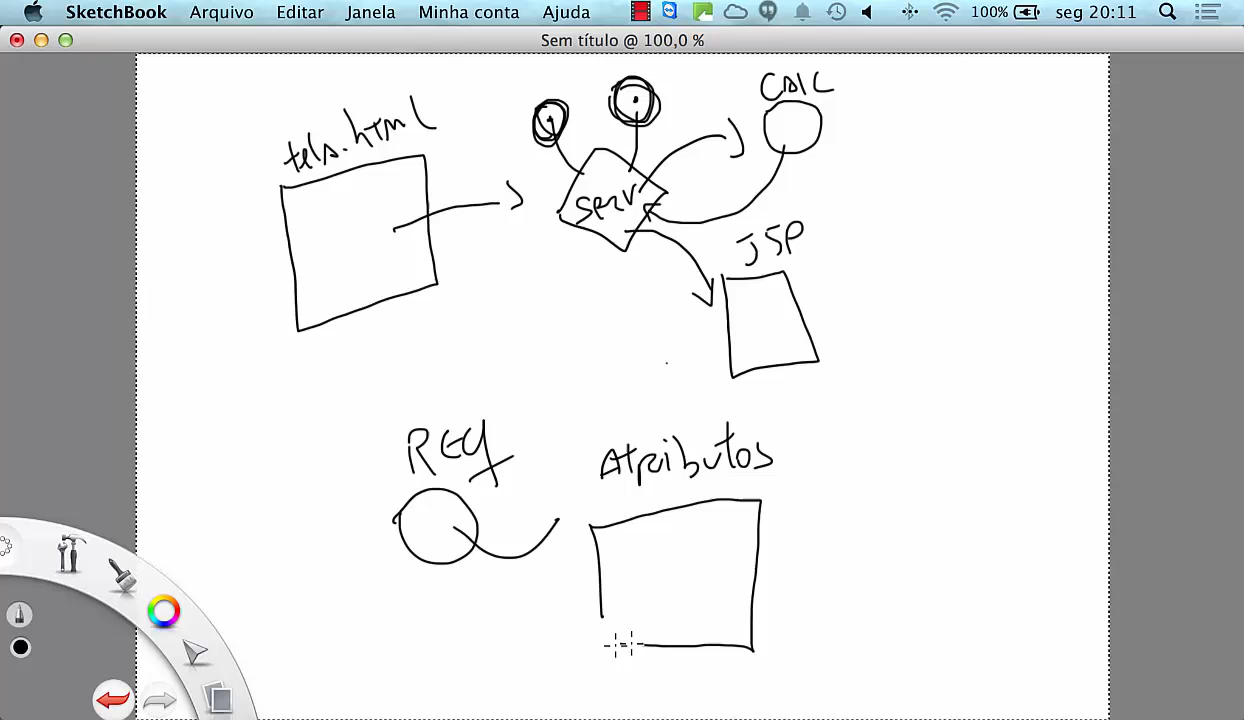 SketchBook Arquivo Editar Janela Minha conta Ajuda 100% seg 20:11
Sem título @ 100,0 %
tela.html
CALC
serv
JSP
REQ
Atributos